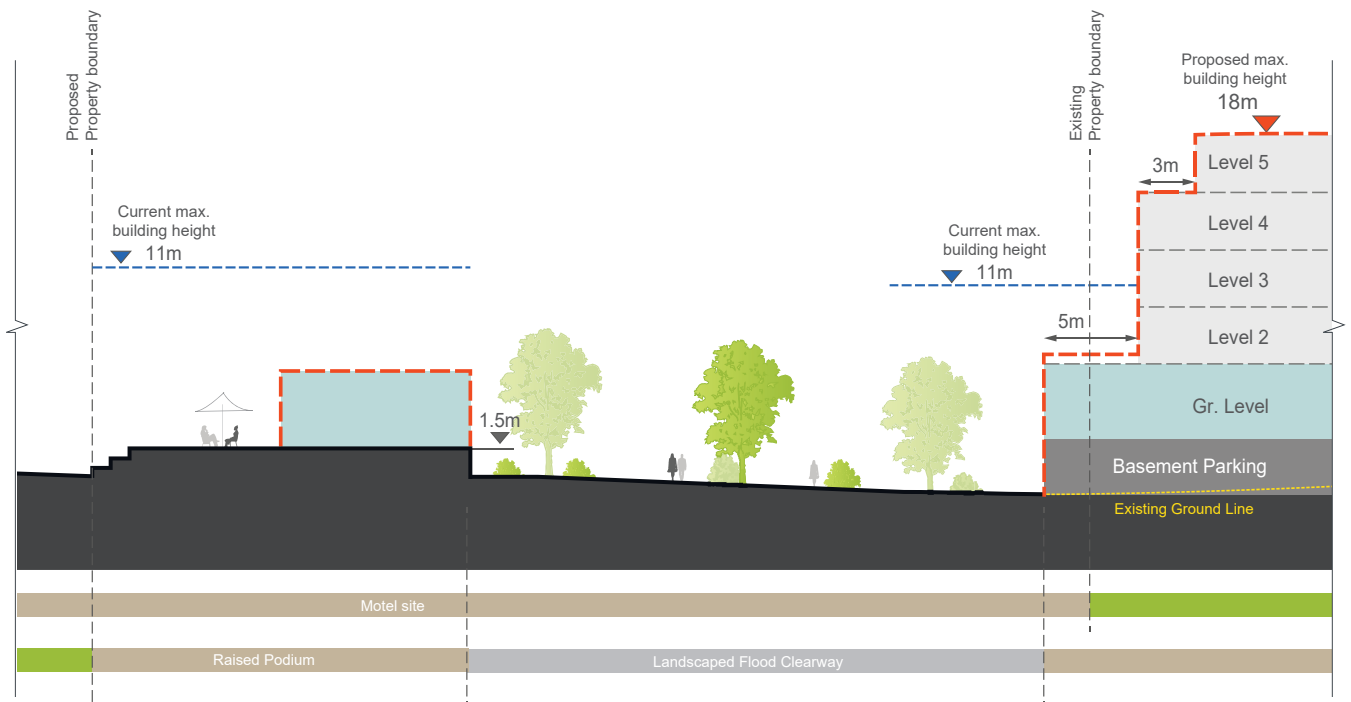 Proposed
Property boundary
Existing
Property boundary
Proposed max.
building height
18m
Level 5
3m
Level 4
Current max.
building height
11m
Current max.
building height
11m
Level 3
5m
Level 2
1.5m
Gr. Level
Basement Parking
Existing Ground Line
Motel site
Raised Podium
Landscaped Flood Clearway